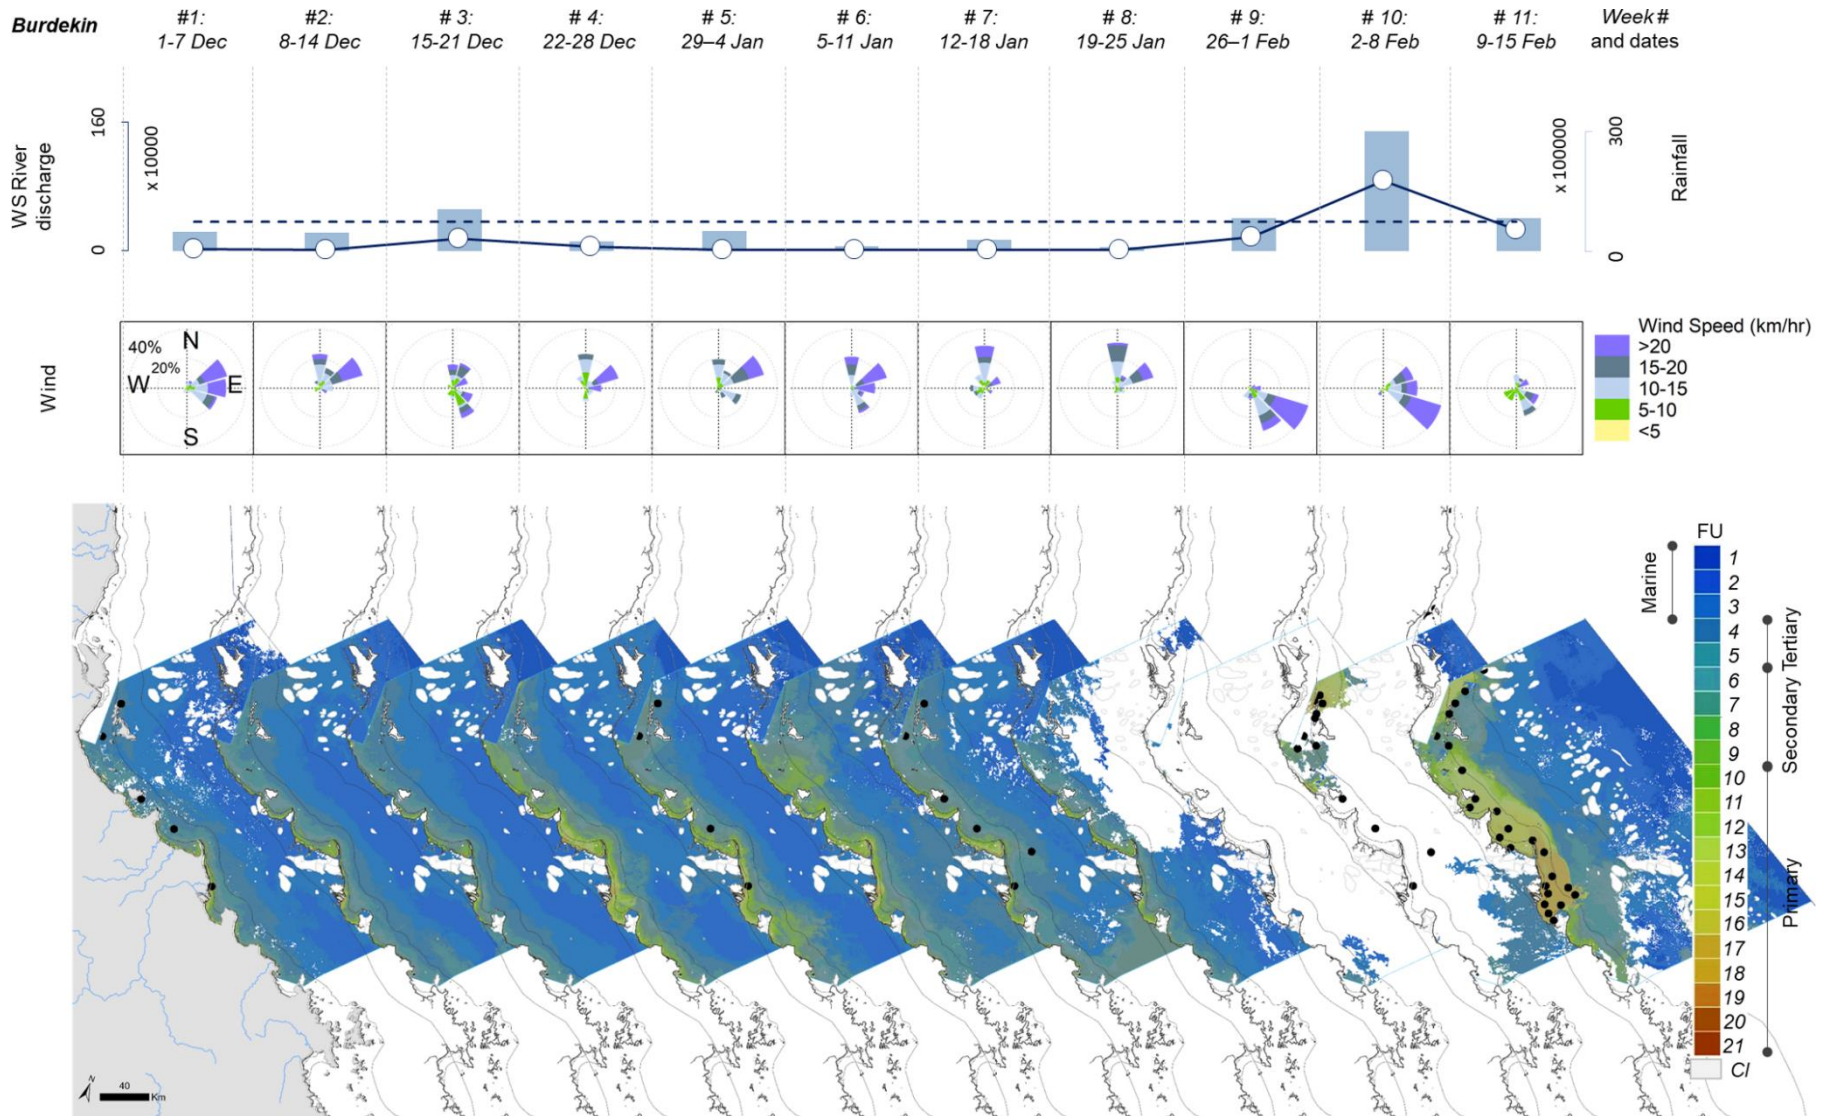 Burdekin
#1:
1-7 Dec
#2:
8-14 Dec
# 3:
15-21 Dec
# 4:
22-28 Dec
# 5:
29–4 Jan
# 6:
5-11 Jan
# 7:
12-18 Jan
# 8:
19-25 Jan
# 9:
26–1 Feb
# 10:
2-8 Feb
# 11:
9-15 Feb
Week #
and dates
WS River
discharge
160
0
x 10000
x 100000
300
0
Rainfall
Wind
40%
20%
N
W
E
S
Wind Speed (km/hr)
>20
15-20
10-15
5-10
<5
FU
1
2
3
4
5
6
7
8
9
10
11
12
13
14
15
16
17
18
19
20
21
Cl
Marine
Tertiary
Secondary
Primary
N
40
Km